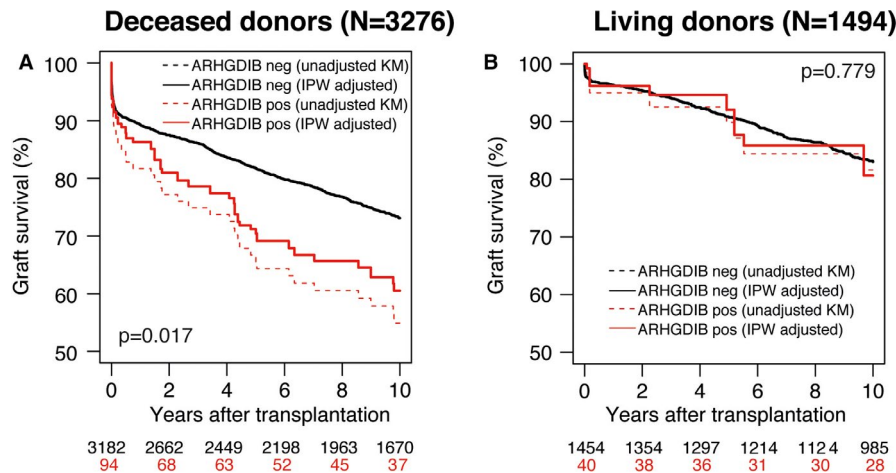 Deceased donors (N=3276)
A
ARHGDIB neg (unadjusted KM)
ARHGDIB neg (IPW adjusted)
ARHGDIB pos (unadjusted KM)
ARHGDIB pos (IPW adjusted)
Graft survival (%)
100
90
80
70
60
50
p=0.017
0 2 4 6 8 10
Years after transplantation
3182 2662 2449 2198 1963 1670
94 68 63 52 45 37
Living donors (N=1494)
B
p=0.779
Graft survival (%)
100
90
80
70
60
50
ARHGDIB neg (unadjusted KM)
ARHGDIB neg (IPW adjusted)
ARHGDIB pos (unadjusted KM)
ARHGDIB pos (IPW adjusted)
0 2 4 6 8 10
Years after transplantation
1454 1354 1297 1214 1124 985
40 38 36 31 30 28